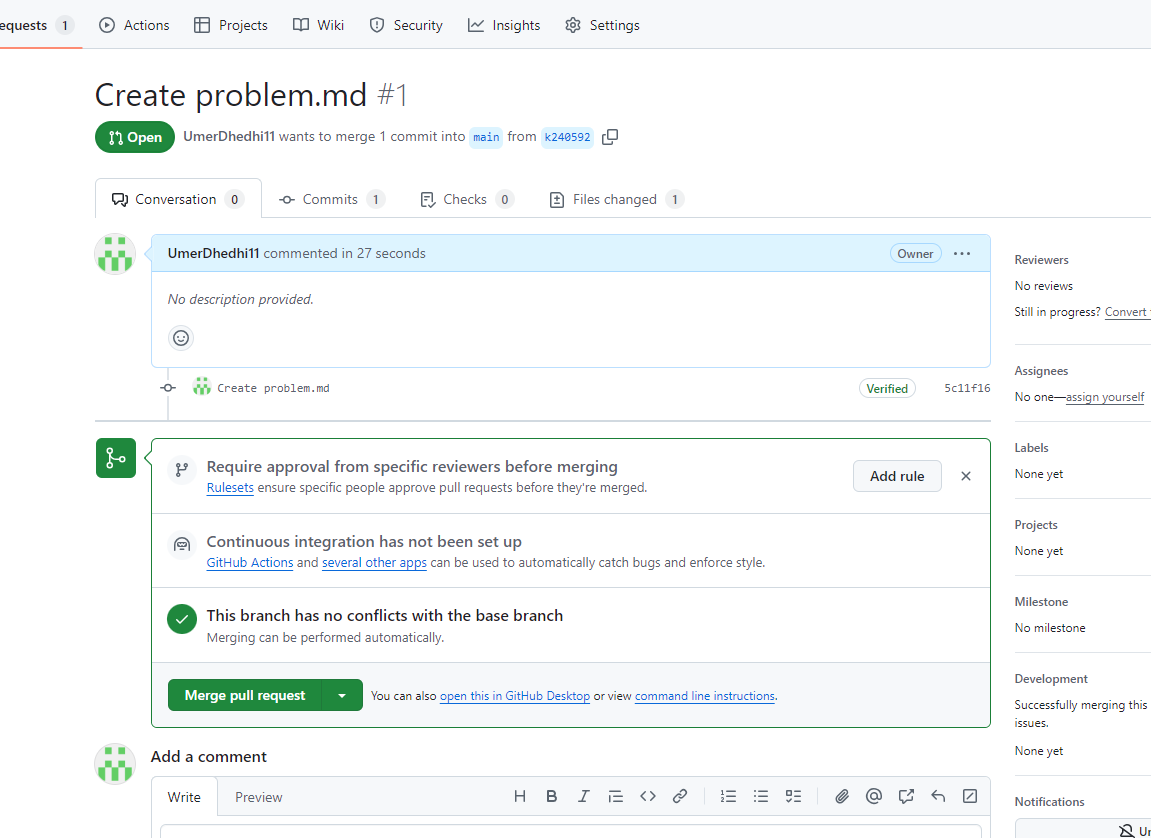 equests 1 Actions Projects Wiki Security Insights Settings
Create problem.md #1
Open UmerDhedhi11 wants to merge 1 commit into main from k240592
Conversation 0 Commits 1 Checks 0 Files changed 1
UmerDhedhi11 commented in 27 seconds Owner
No description provided.
Create problem.md Verified 5c11f16
Require approval from specific reviewers before merging
Rulesets ensure specific people approve pull requests before they're merged.
Add rule
Continuous integration has not been set up
GitHub Actions and several other apps can be used to automatically catch bugs and enforce style.
This branch has no conflicts with the base branch
Merging can be performed automatically.
Merge pull request You can also open this in GitHub Desktop or view command line instructions.
Add a comment
Write Preview
Reviewers
No reviews
Still in progress? Convert
Assignees
No one—assign yourself
Labels
None yet
Projects
None yet
Milestone
No milestone
Development
Successfully merging this
issues.
None yet
Notifications
Un